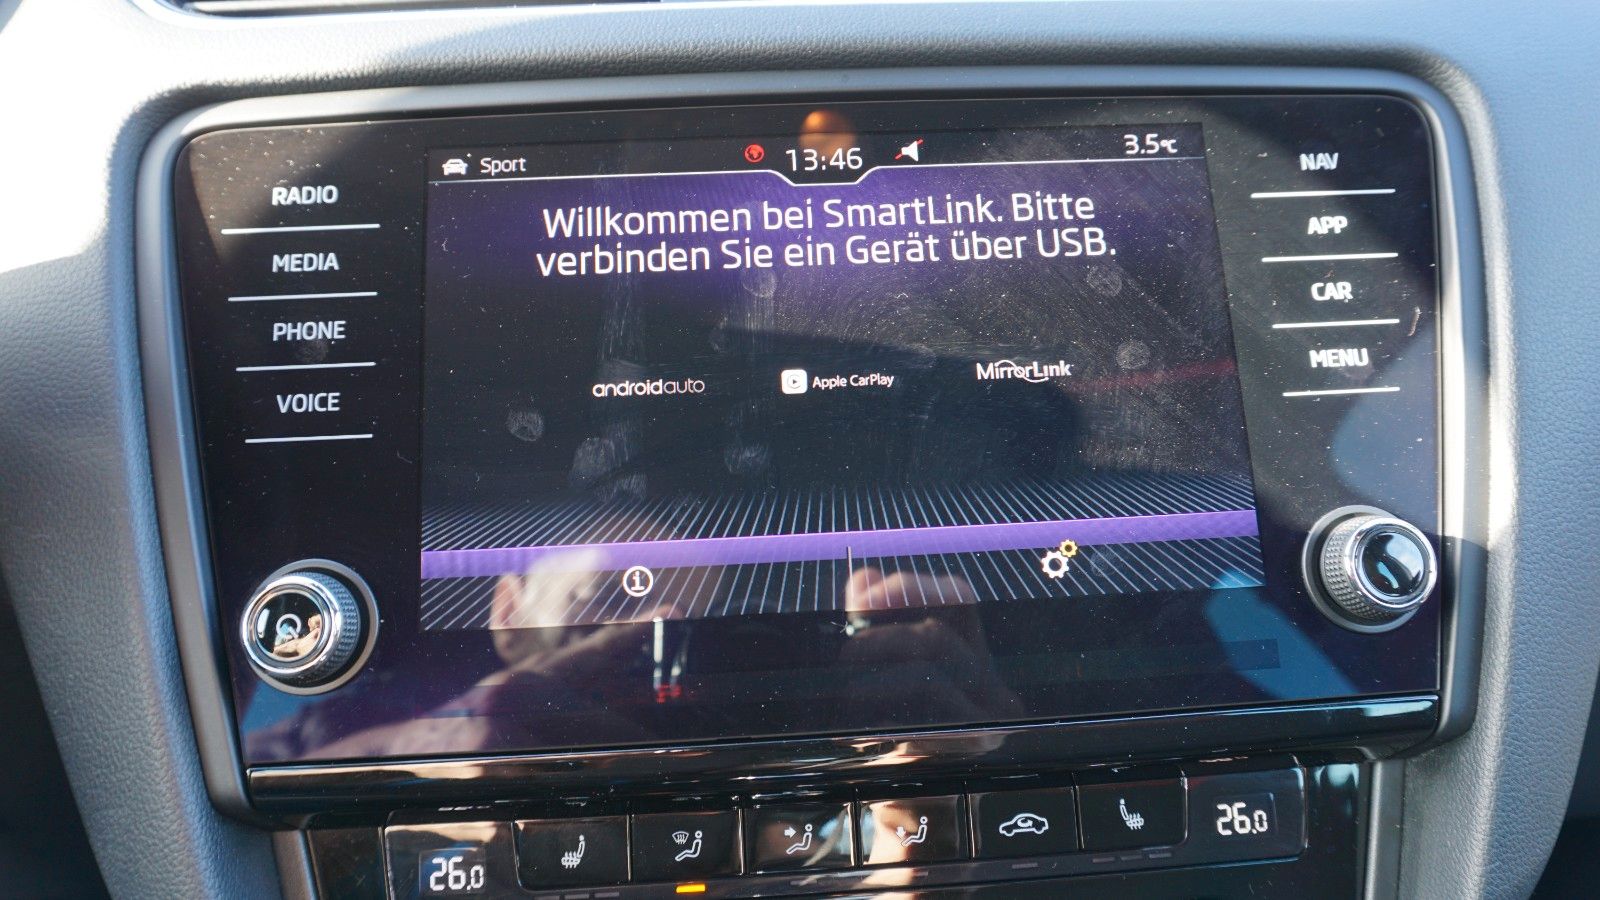 Sport
13:46
3.5°C
RADIO
MEDIA
PHONE
VOICE
Willkommen bei SmartLink. Bitte
verbinden Sie ein Gerät über USB.
androidauto
Apple CarPlay
MirrorLink
NAV
APP
CAR
MENU
26.0
26.0